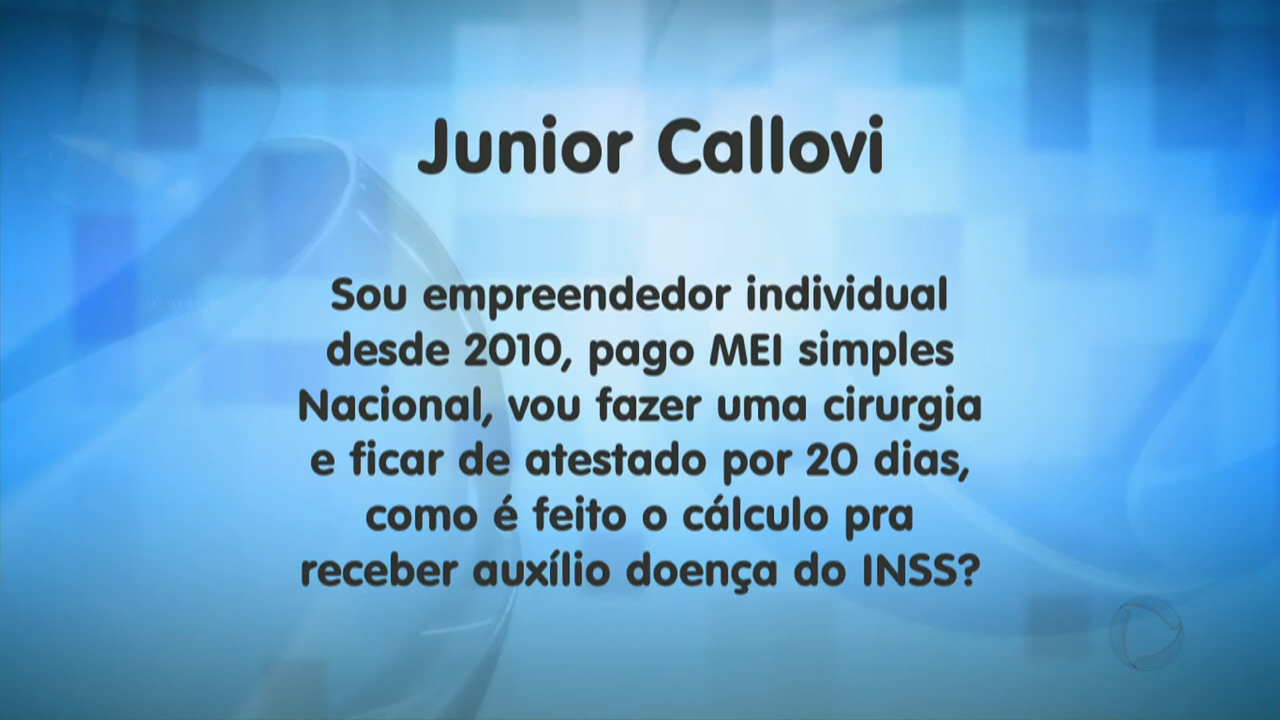 Junior Callovi
Sou empreendedor individual
desde 2010, pago MEI simples
Nacional, vou fazer uma cirurgia
e ficar de atestado por 20 dias,
como é feito o cálculo pra
receber auxílio doença do INSS?